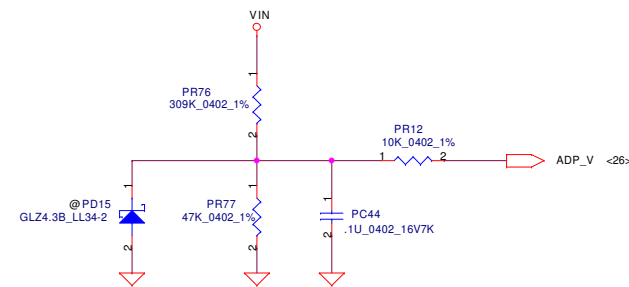 VIN
1
PR76
309K_0402_1%
2
PR12
10K_0402_1%
1
2
ADP_V <26>
1
@PD15
GLZ4.3B_LL34-2
2
1
PR77
47K_0402_1%
2
1
PC44
.1U_0402_16V7K
2